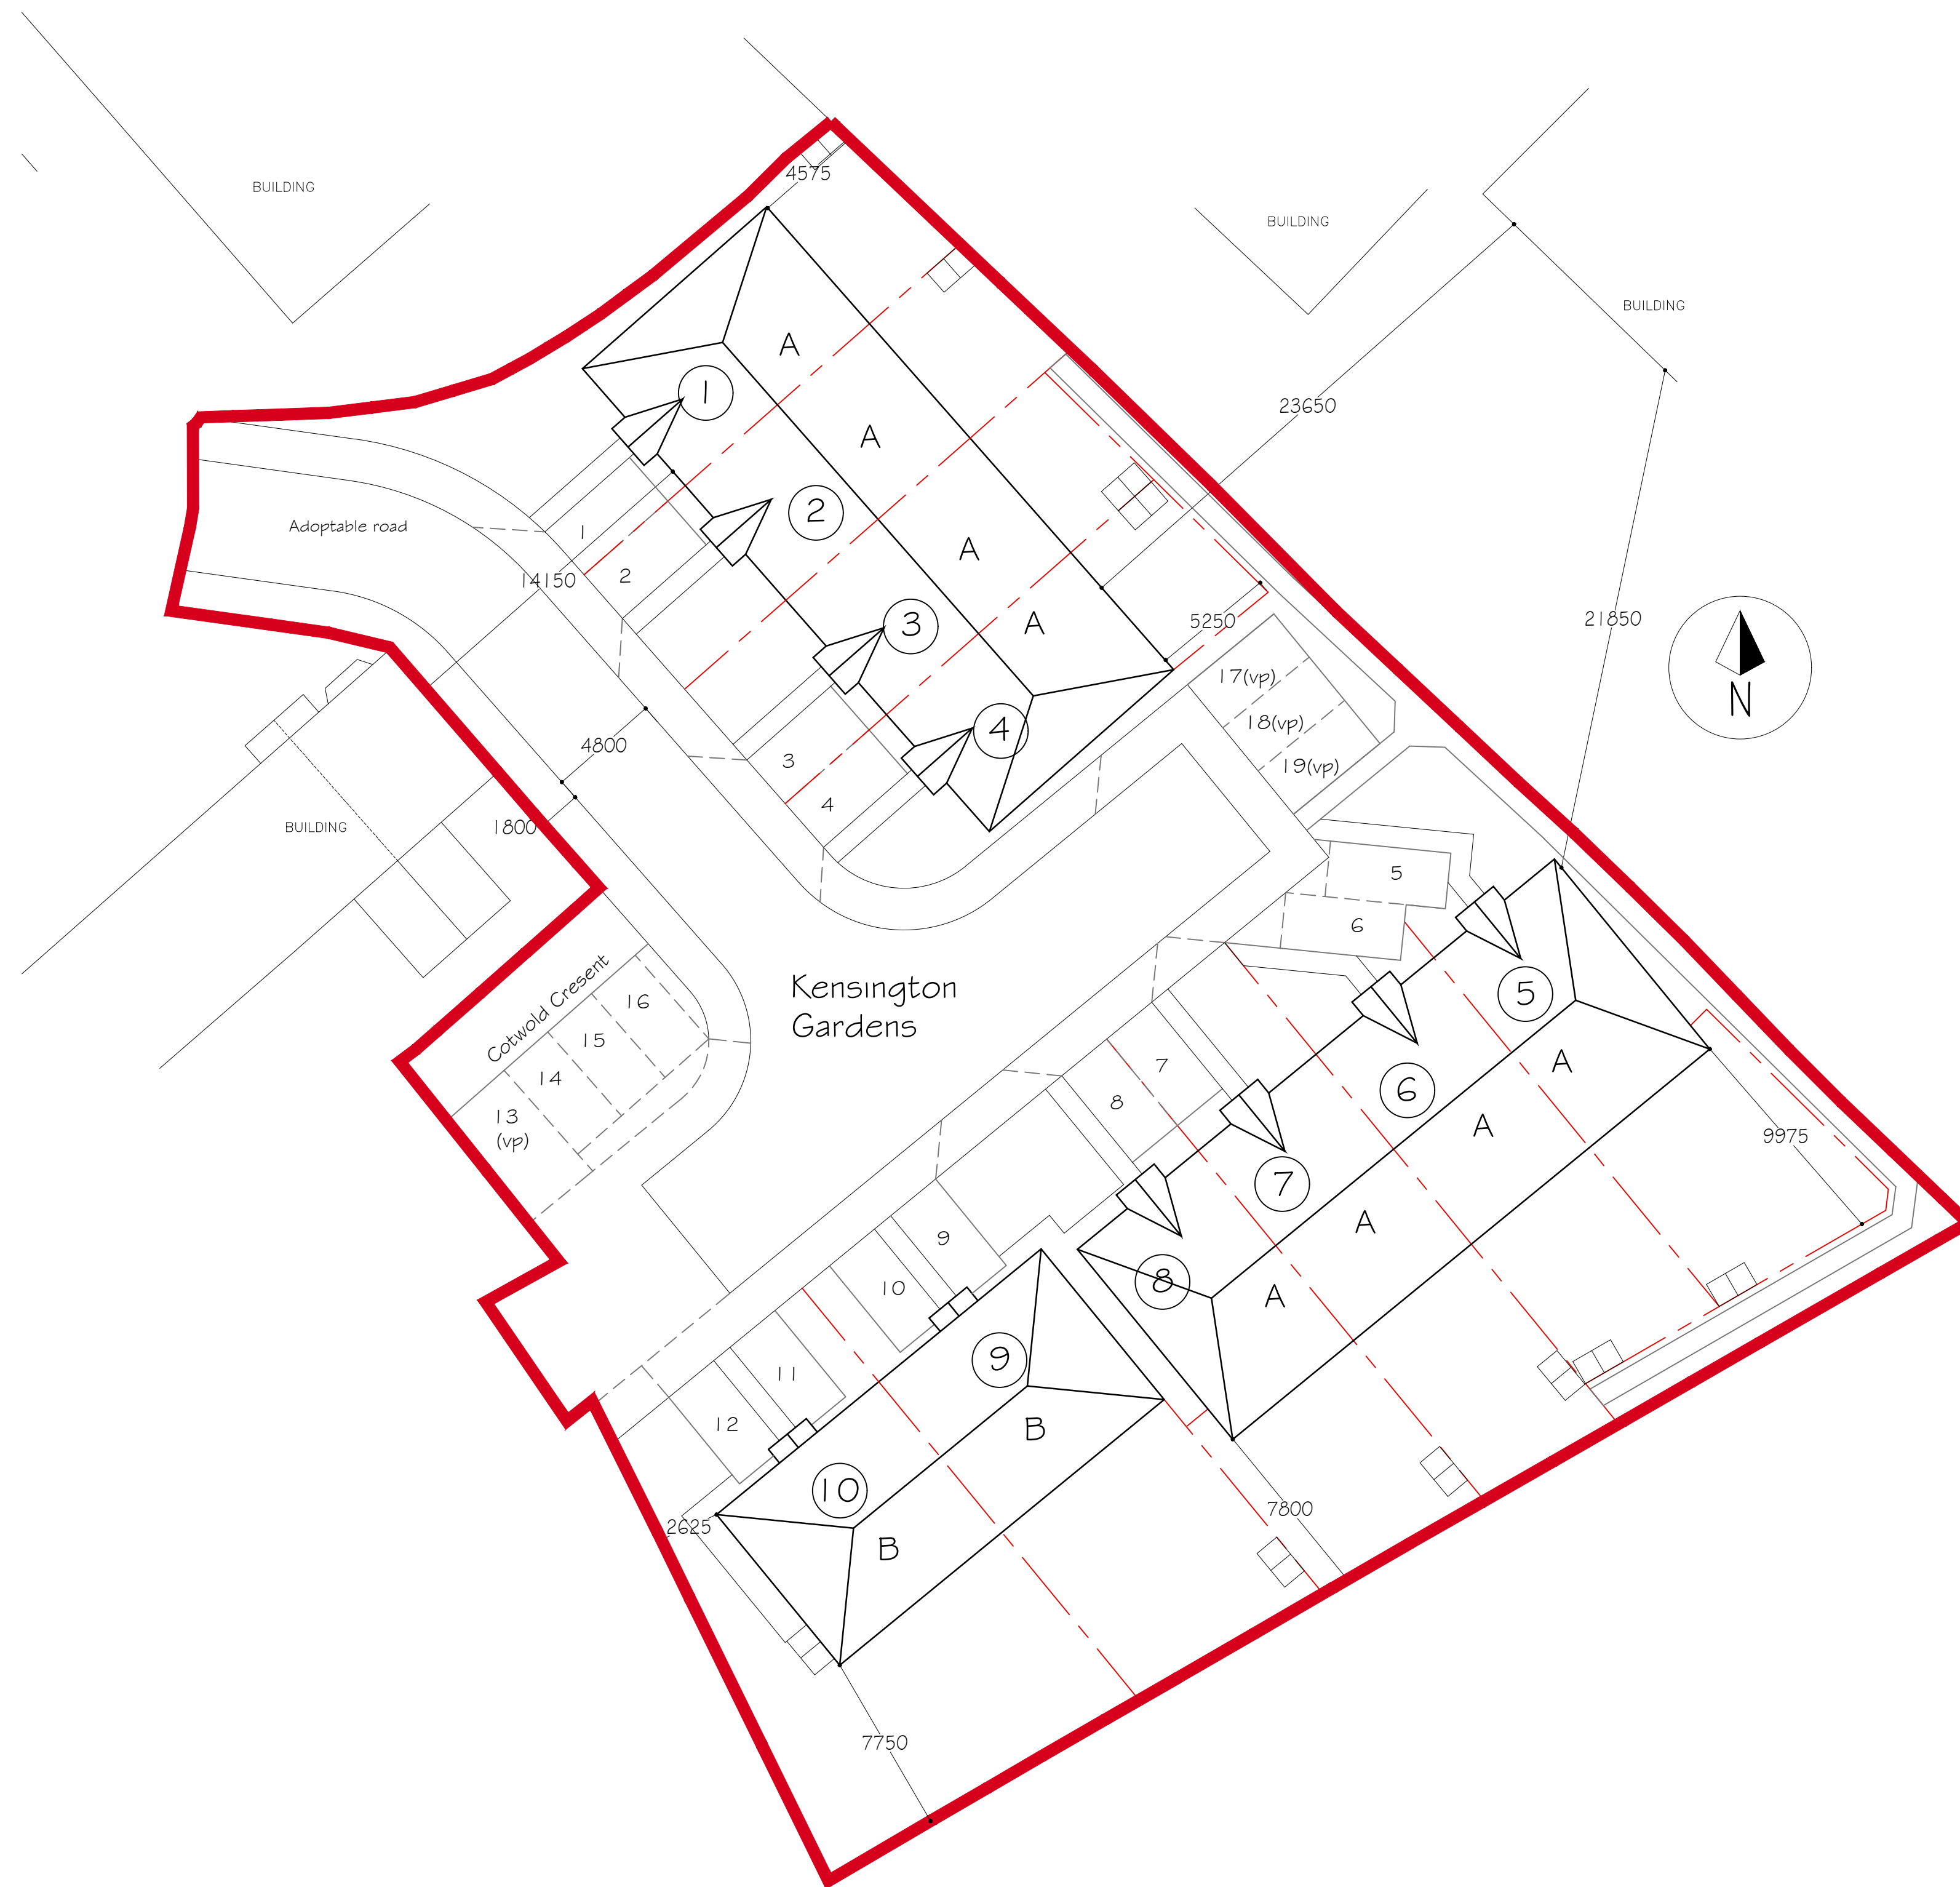 4575
BUILDING
BUILDING
BUILDING
A
1
23650
A
2
Adoptable road
1
A
2
14150
3
A
5250
21850
17(vp)
N
4
18(vp)
4800
3
19(vp)
4
1800
BUILDING
5
6
Kensington
Gardens
5
Cotwold Cresent
16
15
14
13
(vp)
7
8
6
A
A
9975
7
A
9
8
10
A
11
9
12
B
10
2625
B
7800
7750